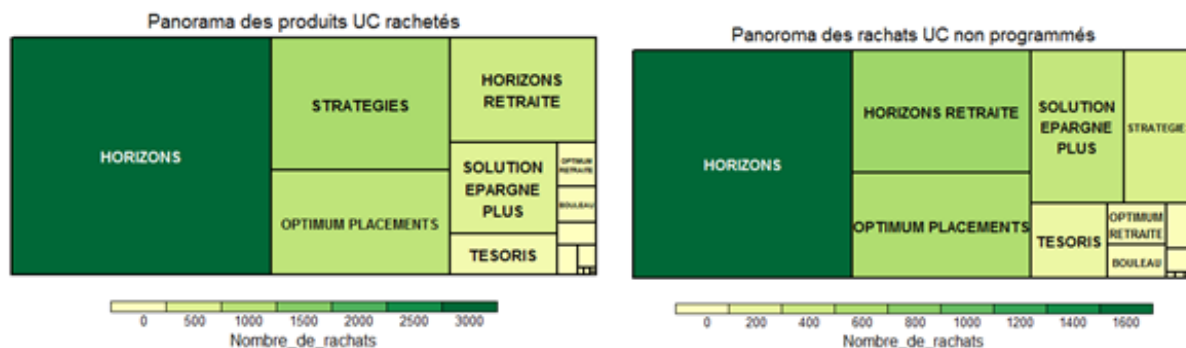 Panorama des produits UC rachetés
HORIZONS
STRATEGIES
OPTIMUM PLACEMENTS
HORIZONS
RETRAITE
SOLUTION
EPARGNE
PLUS
TESORIS
OPTIMUM
RETRAITE
BOULEAU
0 500 1000 1500 2000 2500 3000
Nombre_de_rachats
Panoroma des rachats UC non programmés
HORIZONS
HORIZONS RETRAITE
OPTIMUM PLACEMENTS
SOLUTION
EPARGNE
PLUS
STRATEGIE
TESORIS
OPTIMUM
RETRAITE
BOULEAU
0 200 400 600 800 1000 1200 1400 1600
Nombre_de_rachats